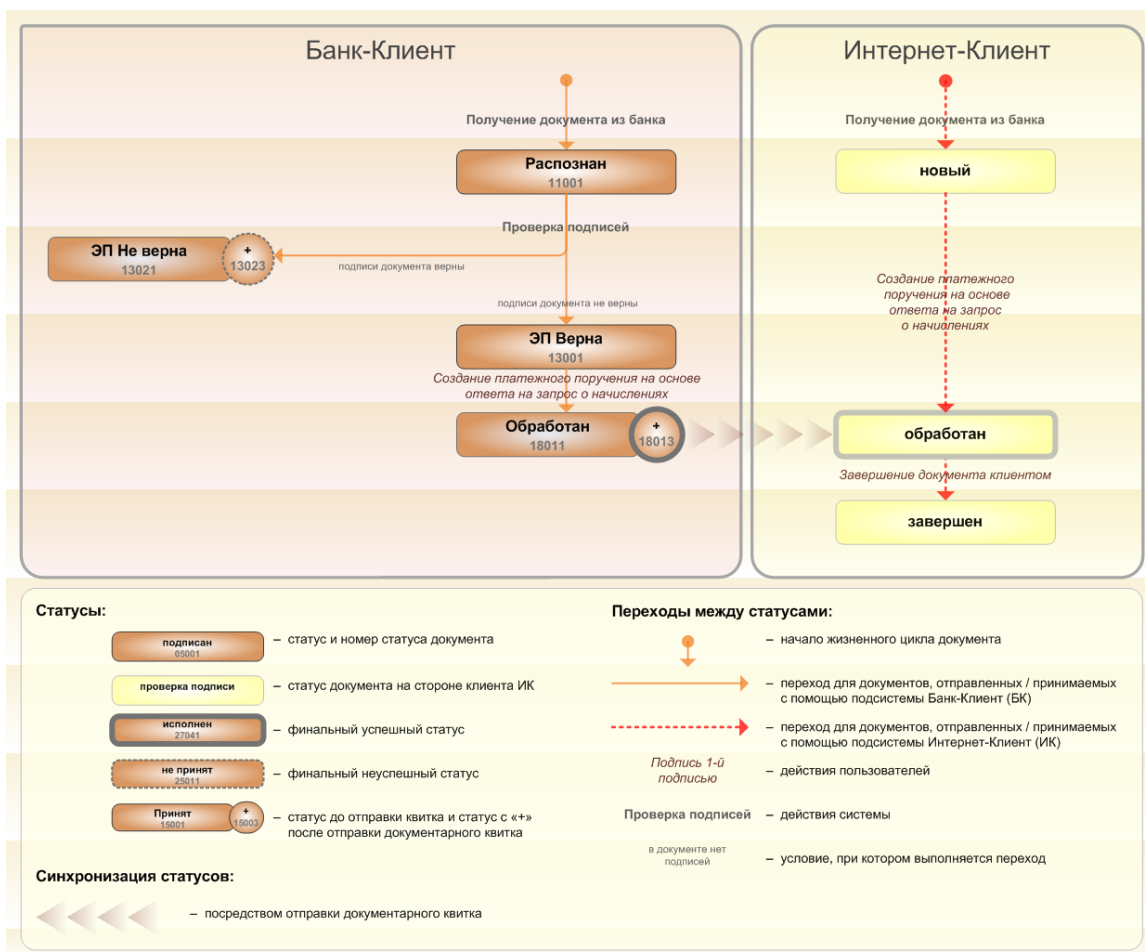 Банк-Клиент
Интернет-Клиент
Получение документа из банка
Получение документа из банка
Распознан
11001
новый
Проверка подписей
ЭП Не верна
13021
+
13023
подписи документа верны
Создание платежного
поручения на основе
ответа на запрос
о начислениях
подписи документа не верны
ЭП Верна
13001
Создание платежного поручения на основе
ответа на запрос о начислениях
Обработан
18011
+
18013
обработан
Завершение документа клиентом
завершен
Статусы:
подписан
05001
– статус и номер статуса документа
проверка подписи
– статус документа на стороне клиента ИК
исполнен
27041
– финальный успешный статус
не принят
25011
– финальный неуспешный статус
Принят
15001
+
15003
– статус до отправки квитка и статус с «+»
после отправки документарного квитка
Синхронизация статусов:
– посредством отправки документарного квитка
Переходы между статусами:
– начало жизненного цикла документа
– переход для документов, отправленных / принимаемых
с помощью подсистемы Банк-Клиент (БК)
– переход для документов, отправленных / принимаемых
с помощью подсистемы Интернет-Клиент (ИК)
Подпись 1-й
подписью
– действия пользователей
Проверка подписей
– действия системы
в документе нет
подписей
– условие, при котором выполняется переход